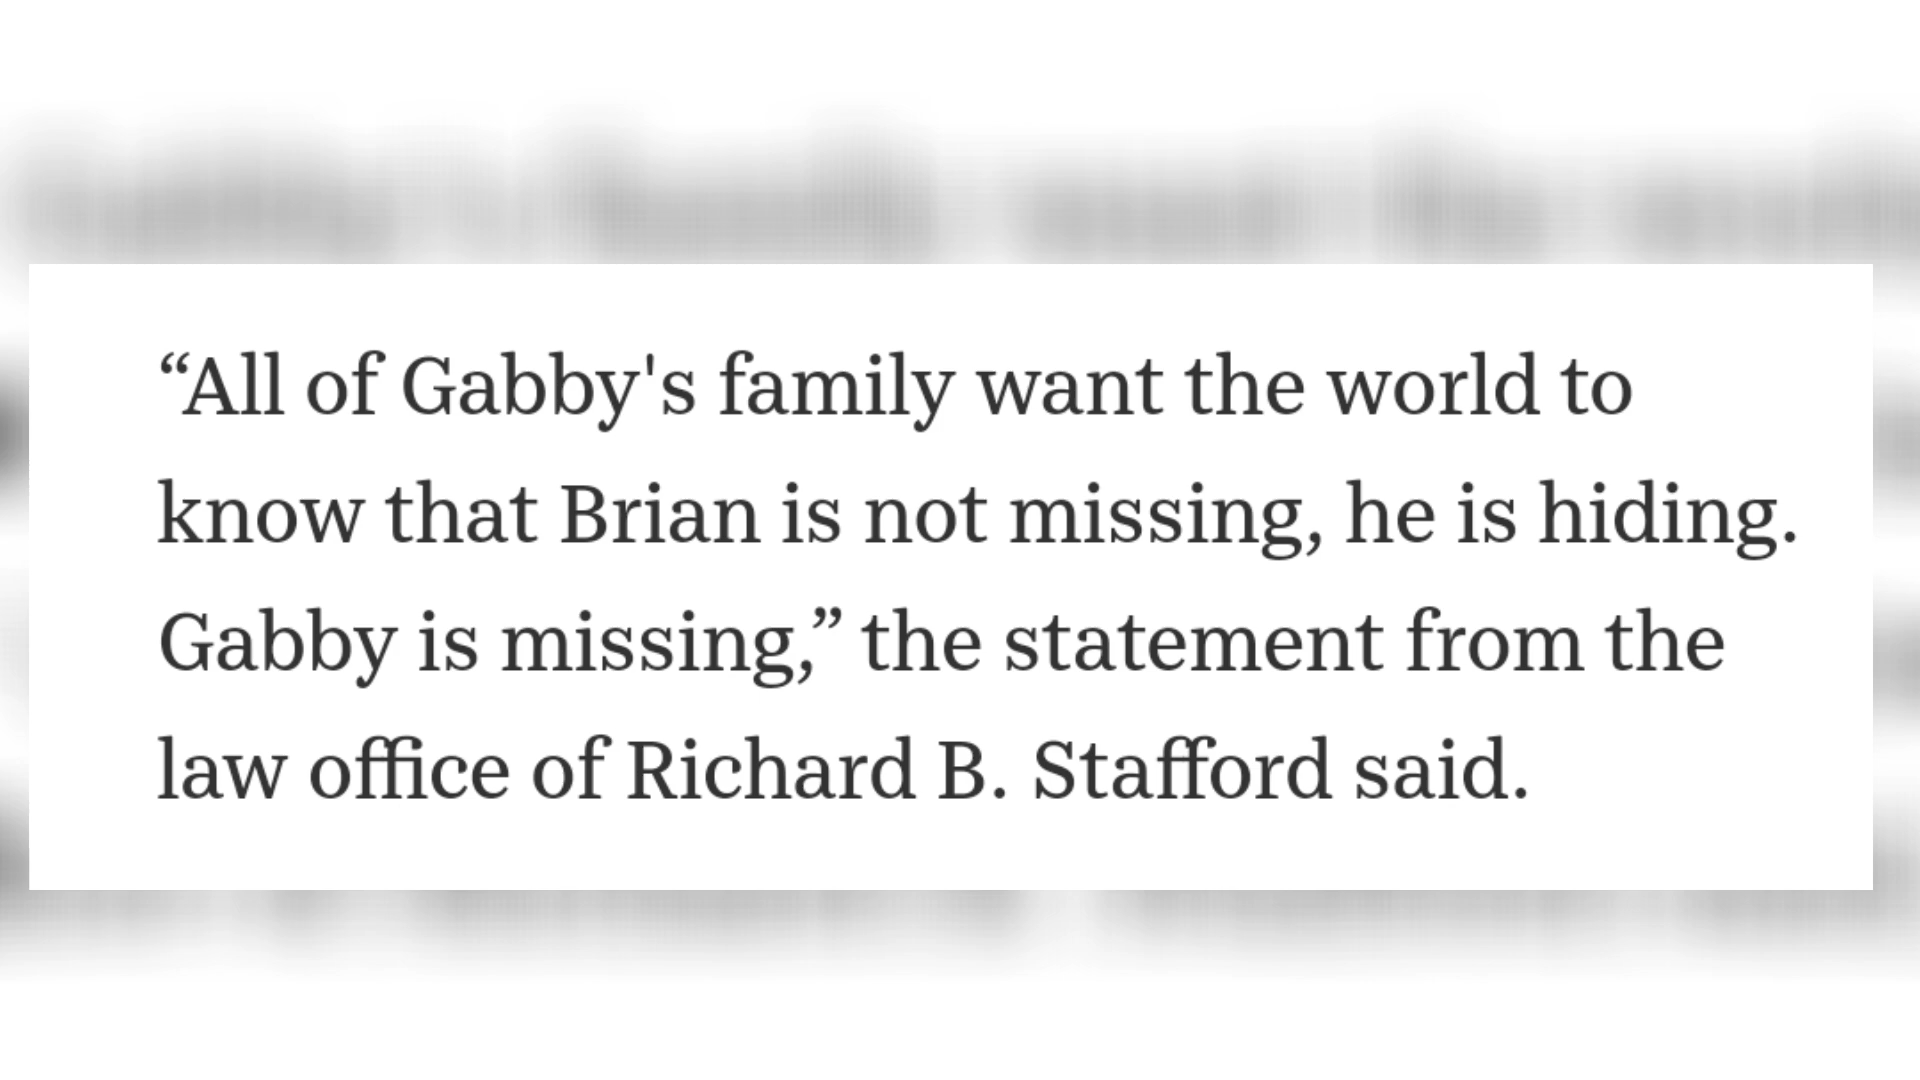 “All of Gabby's family want the world to
know that Brian is not missing, he is hiding.
Gabby is missing,” the statement from the
law office of Richard B. Stafford said.